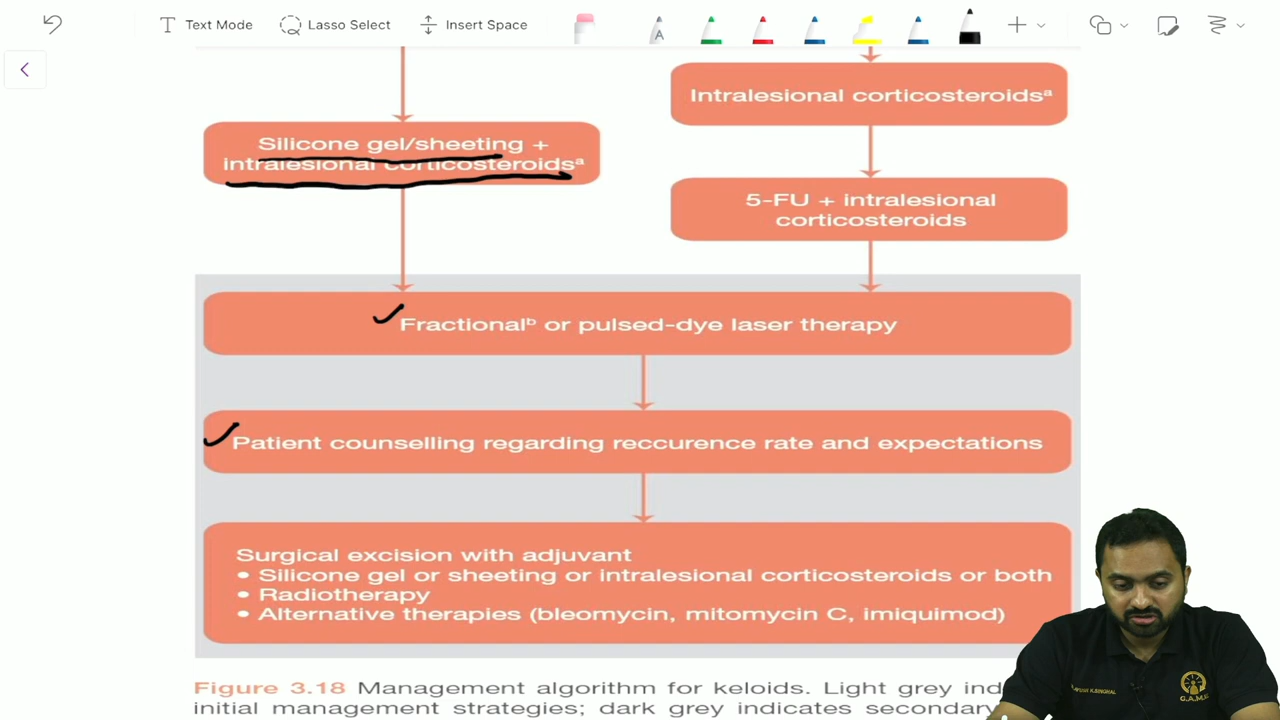 Text Mode
Lasso Select
Insert Space
A
Silicone gel/sheeting +
intralesional corticosteroidsᵃ
Intralesional corticosteroidsᵃ
5-FU + intralesional
corticosteroids
Fractionalᵇ or pulsed-dye laser therapy
Patient counselling regarding reccurence rate and expectations
Surgical excision with adjuvant
• Silicone gel or sheeting or intralesional corticosteroids or both
• Radiotherapy
• Alternative therapies (bleomycin, mitomycin C, imiquimod)
Figure 3.18 Management algorithm for keloids. Light grey
initial management strategies; dark grey indicates secondary
G.A.M.E